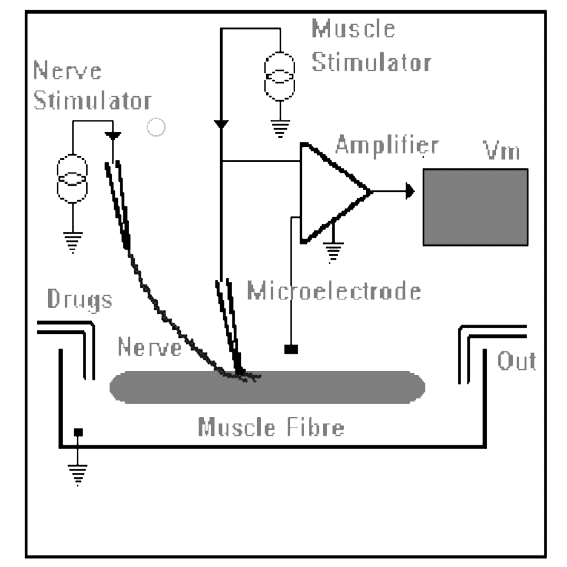 Muscle
Stimulator
Nerve
Stimulator
Amplifier
Vm
Microelectrode
Drugs
Nerve
Out
Muscle Fibre